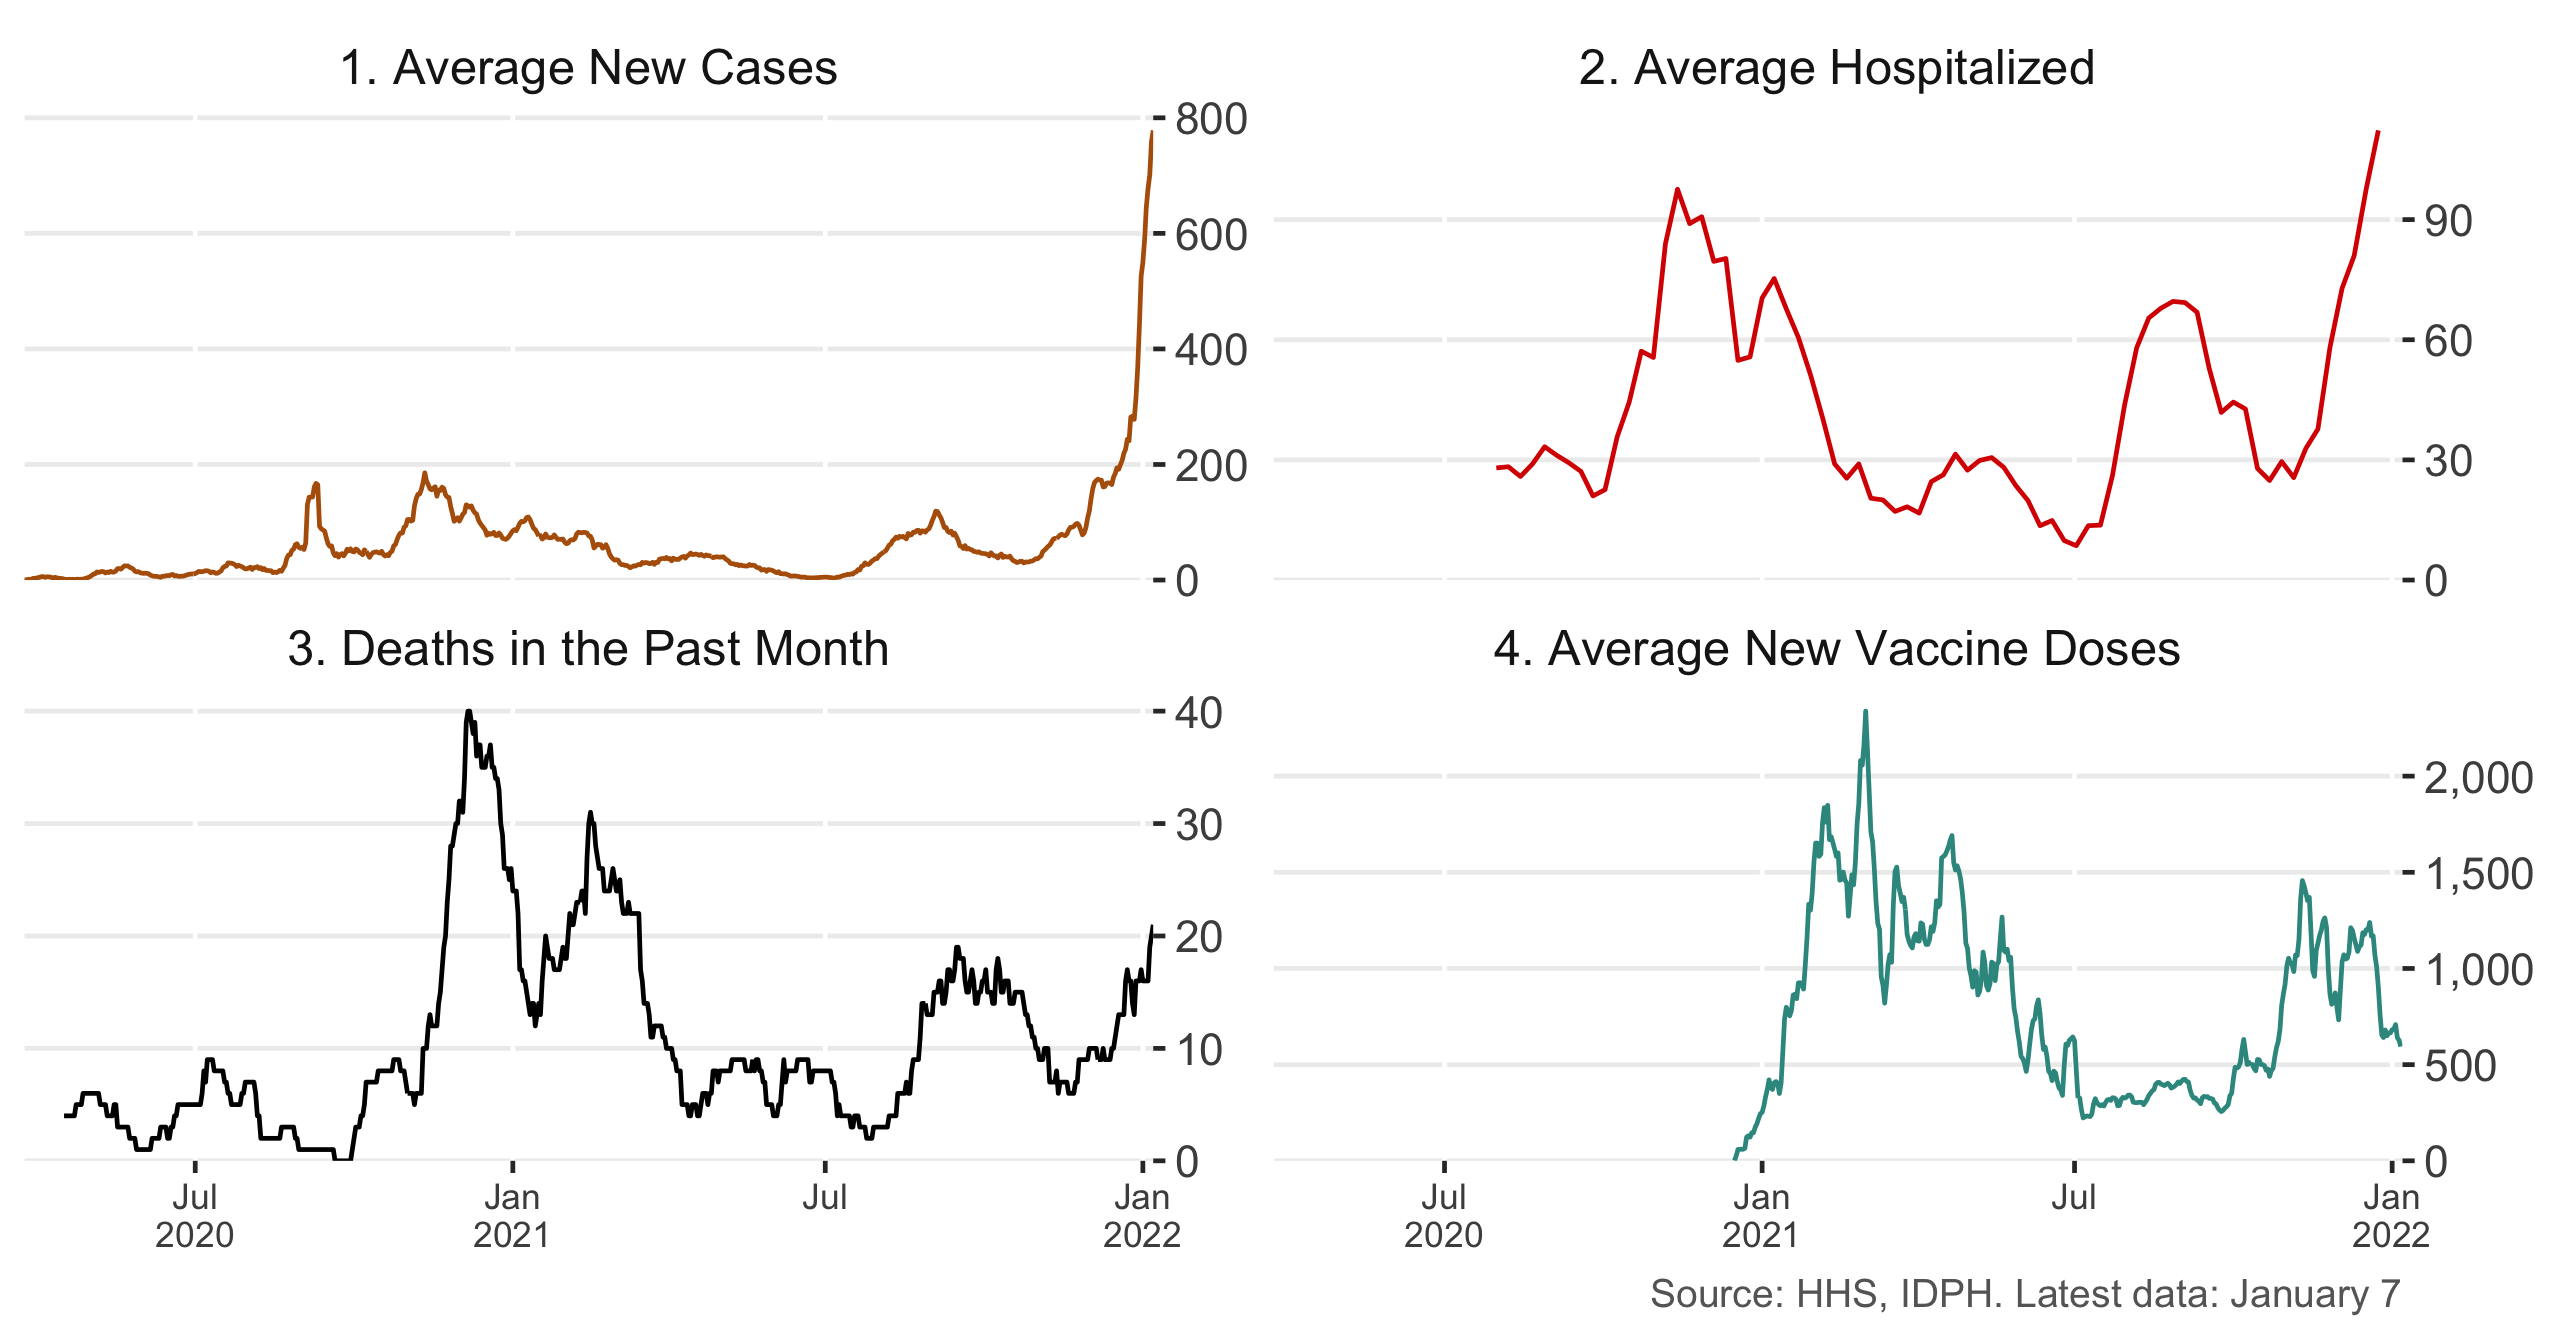 1. Average New Cases
800
600
400
200
0
2. Average Hospitalized
90
60
30
0
3. Deaths in the Past Month
40
30
20
10
0
Jul
2020
Jan
2021
Jul
Jan
2022
4. Average New Vaccine Doses
2,000
1,500
1,000
500
0
Jul
2020
Jan
2021
Jul
Jan
2022
Source: HHS, IDPH. Latest data: January 7